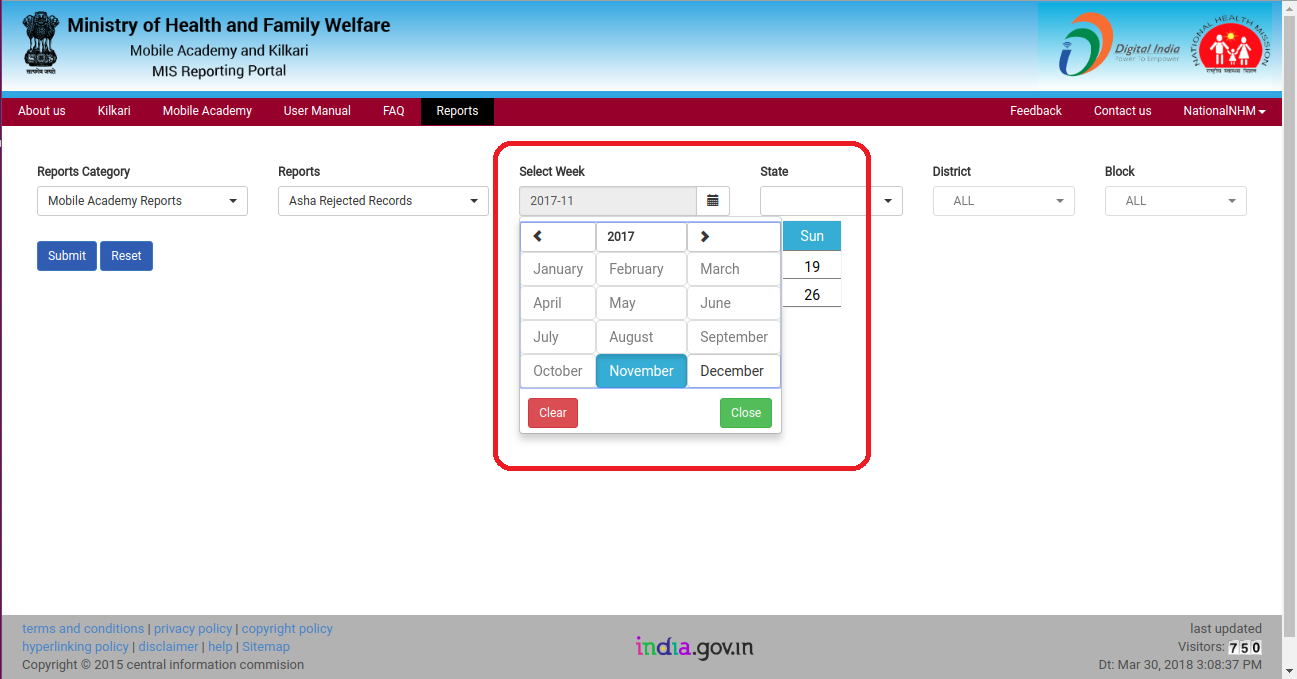 Ministry of Health and Family Welfare
Mobile Academy and Kilkari
MIS Reporting Portal
सत्यमेव जयते
Digital India
Power To Empower
NATIONAL HEALTH MISSION
राष्ट्रीय स्वास्थ्य मिशन
About us Kilkari Mobile Academy User Manual FAQ Reports Feedback Contact us NationalNHM
Reports Category Reports Select Week State District Block
Mobile Academy Reports Asha Rejected Records 2017-11 ALL ALL
Submit Reset
2017 Sun
January February March 19
April May June 26
July August September
October November December
Clear Close
terms and conditions | privacy policy | copyright policy last updated
hyperlinking policy | disclaimer | help | Sitemap india.gov.in Visitors: 750
Copyright © 2015 central information commision Dt: Mar 30, 2018 3:08:37 PM